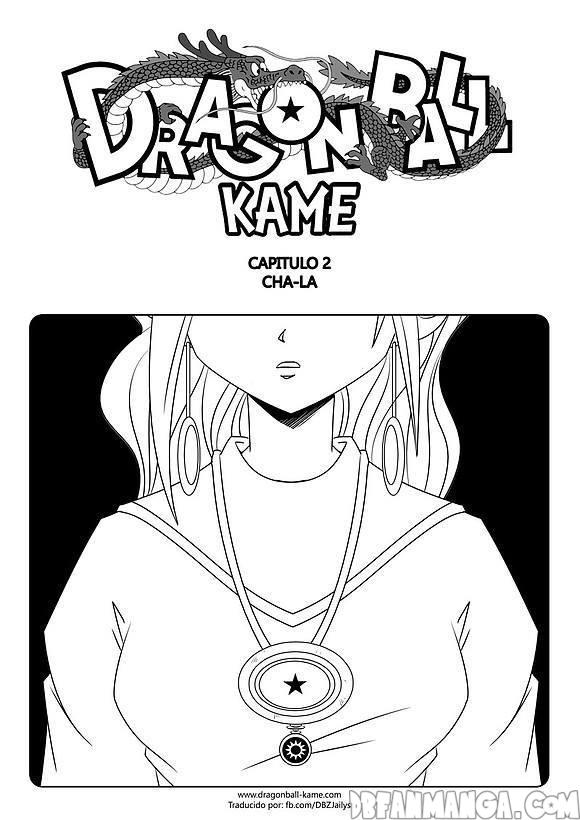 DRAGON BALL
KAME
CAPITULO 2
CHA-LA
www.dragonball-kame.com
Traducido por: fb.com/DBZJailys
DBFANMANGA.COM